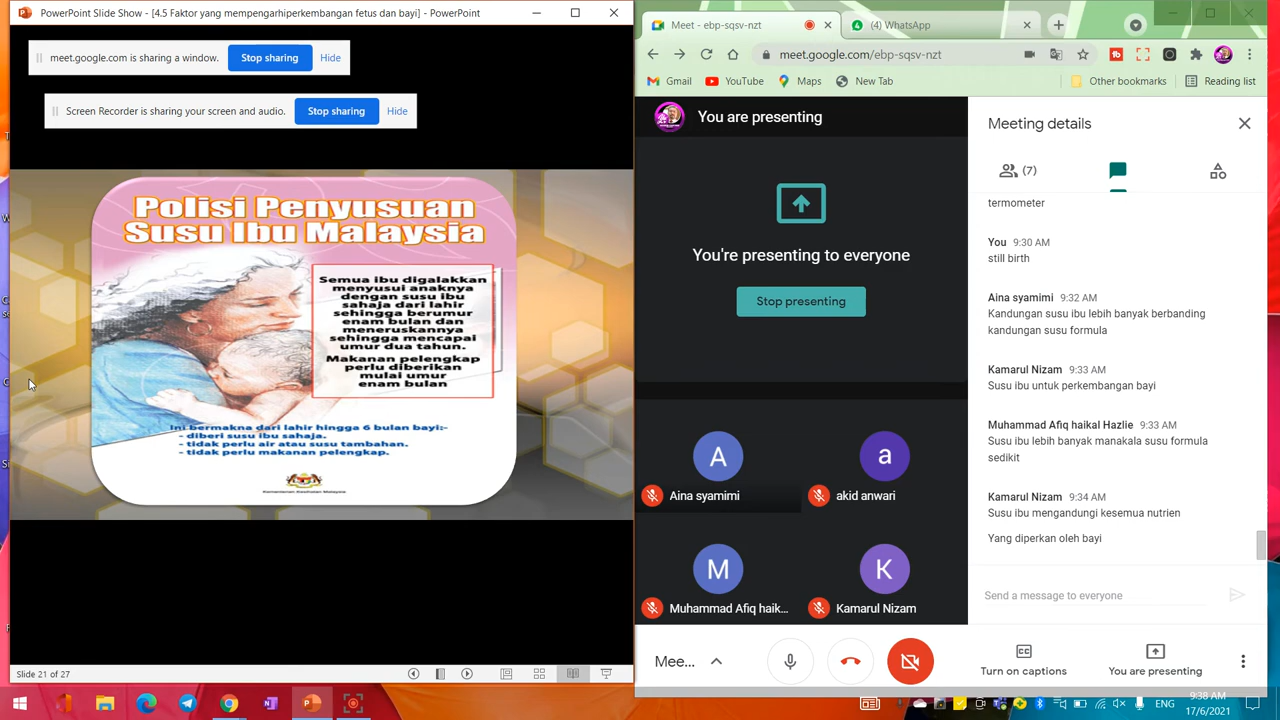 PowerPoint Slide Show - [4.5 Faktor yang mempengarhiperkembangan fetus dan bayi] - PowerPoint
meet.google.com is sharing a window.
Stop sharing
Hide
Screen Recorder is sharing your screen and audio.
Stop sharing
Hide
Polisi Penyusuan
Susu Ibu Malaysia
Semua ibu digalakkan
menyusui anaknya
dengan susu ibu
sahaja dari lahir
sehingga berumur
enam bulan dan
meneruskannya
sehingga mencapai
umur dua tahun.
Makanan pelengkap
perlu diberikan
mulai umur
enam bulan
Ini bermakna dari lahir hingga 6 bulan bayi:-
- diberi susu ibu sahaja.
- tidak perlu air atau susu tambahan.
- tidak perlu makanan pelengkap.
Kementerian Kesihatan Malaysia
Slide 21 of 27
Meet - ebp-sqsv-nzt
(4) WhatsApp
meet.google.com/ebp-sqsv-nzt
Gmail
YouTube
Maps
New Tab
Other bookmarks
Reading list
You are presenting
You're presenting to everyone
Stop presenting
A
Aina syamimi
a
akid anwari
M
Muhammad Afiq haik...
K
Kamarul Nizam
Meeting details
(7)
termometer
You 9:30 AM
still birth
Aina syamimi 9:32 AM
Kandungan susu ibu lebih banyak berbanding
kandungan susu formula
Kamarul Nizam 9:33 AM
Susu ibu untuk perkembangan bayi
Muhammad Afiq haikal Hazlie 9:33 AM
Susu ibu lebih banyak manakala susu formula
sedikit
Kamarul Nizam 9:34 AM
Susu ibu mengandungi kesemua nutrien
Yang diperkan oleh bayi
Send a message to everyone
Mee...
CC
Turn on captions
You are presenting
ENG
9:38 AM
17/6/2021